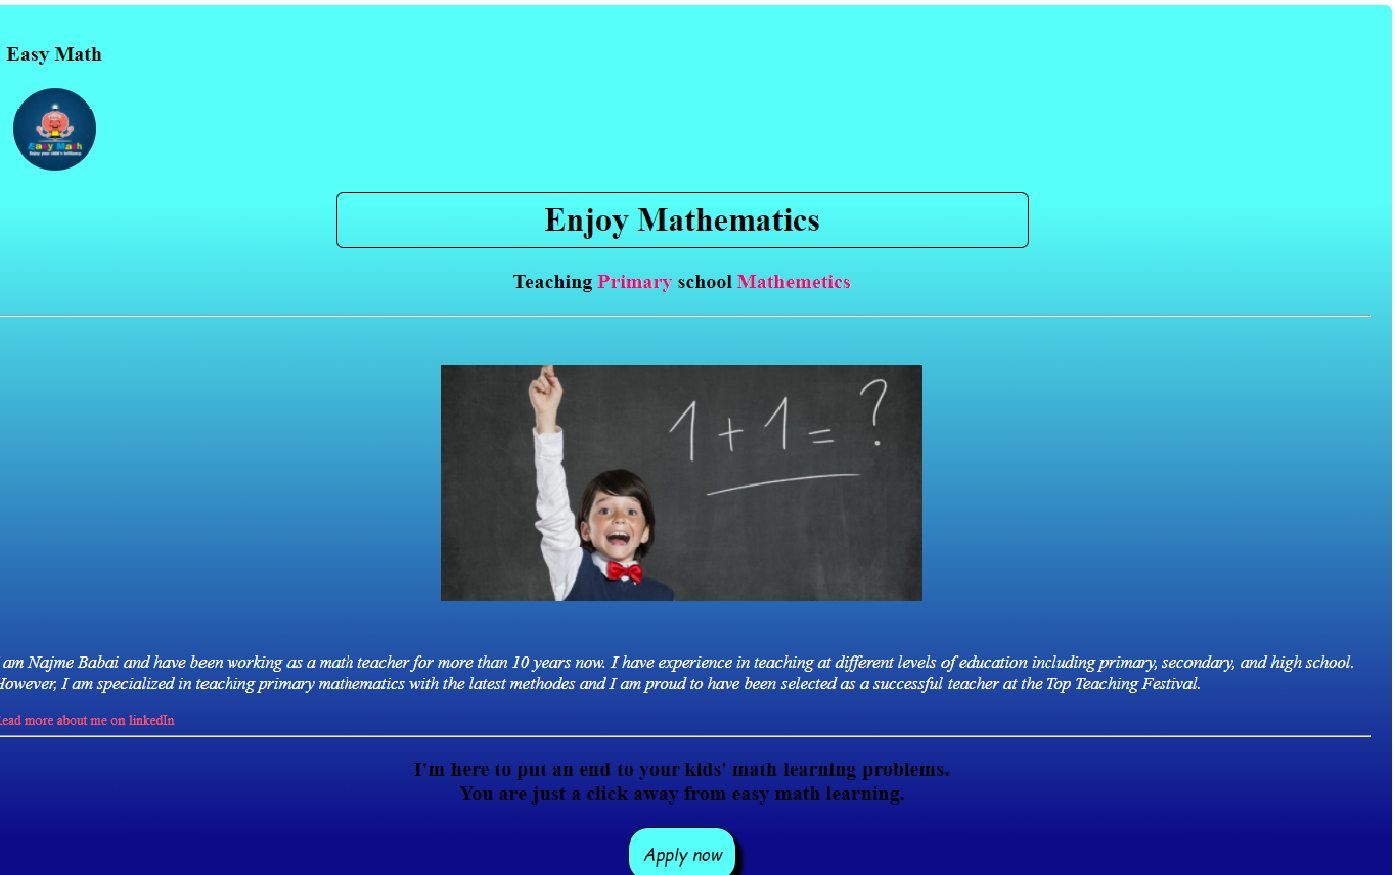 Easy Math
Easy Math
Enjoy Mathematics
Teaching Primary school Mathemetics
1 + 1 = ?
am Najme Babai and have been working as a math teacher for more than 10 years now. I have experience in teaching at different levels of education including primary, secondary, and high school.
However, I am specialized in teaching primary mathematics with the latest methodes and I am proud to have been selected as a successful teacher at the Top Teaching Festival.
Read more about me on linkedIn
I'm here to put an end to your kids' math learning problems.
You are just a click away from easy math learning.
Apply now